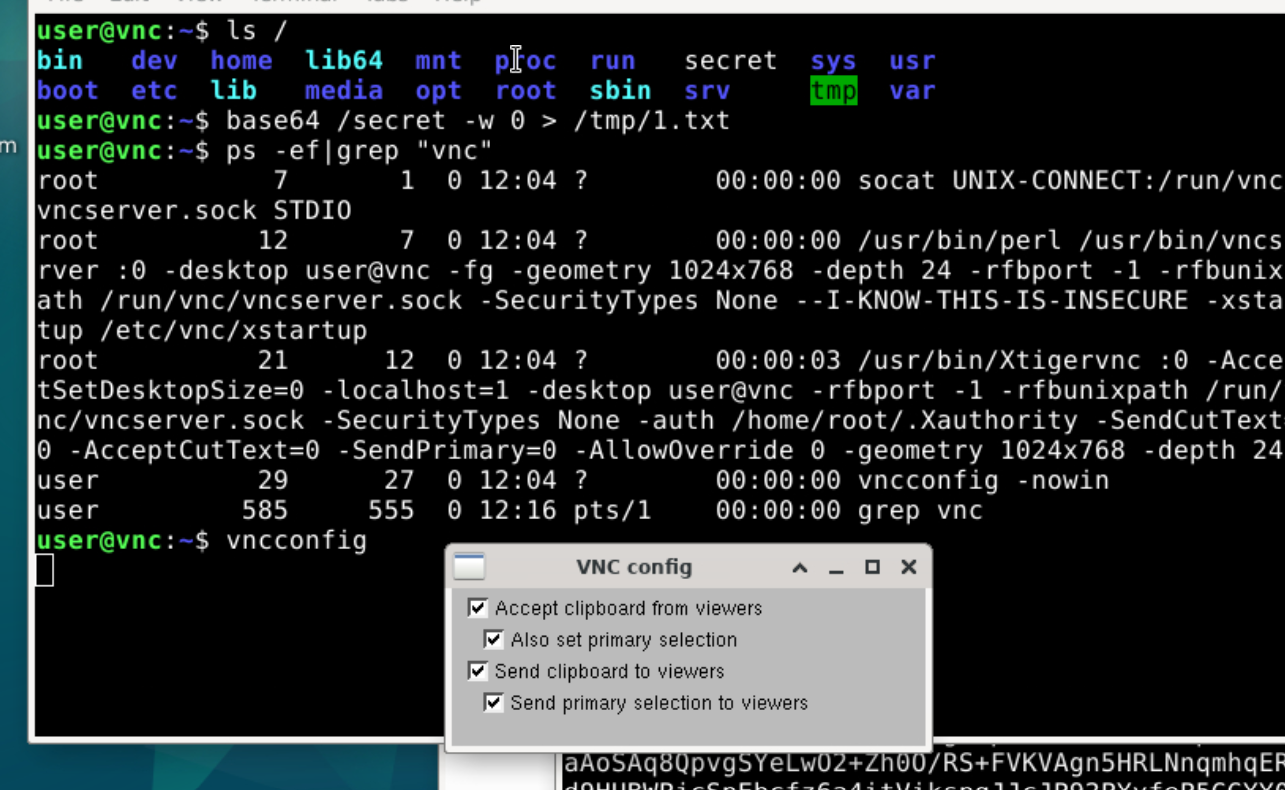 File Edit View Terminal Tabs Help
user@vnc:~$ ls /
bin dev home lib64 mnt proc run secret sys usr
boot etc lib media opt root sbin srv tmp var
user@vnc:~$ base64 /secret -w 0 > /tmp/1.txt
m
user@vnc:~$ ps -ef|grep "vnc"
root 7 1 0 12:04 ? 00:00:00 socat UNIX-CONNECT:/run/vnc
vncserver.sock STDIO
root 12 7 0 12:04 ? 00:00:00 /usr/bin/perl /usr/bin/vncs
rver :0 -desktop user@vnc -fg -geometry 1024x768 -depth 24 -rfbport -1 -rfbunix
ath /run/vnc/vncserver.sock -SecurityTypes None --I-KNOW-THIS-IS-INSECURE -xsta
tup /etc/vnc/xstartup
root 21 12 0 12:04 ? 00:00:03 /usr/bin/Xtigervnc :0 -Acce
tSetDesktopSize=0 -localhost=1 -desktop user@vnc -rfbport -1 -rfbunixpath /run/
nc/vncserver.sock -SecurityTypes None -auth /home/root/.Xauthority -SendCutText
0 -AcceptCutText=0 -SendPrimary=0 -AllowOverride 0 -geometry 1024x768 -depth 24
user 29 27 0 12:04 ? 00:00:00 vncconfig -nowin
user 585 555 0 12:16 pts/1 00:00:00 grep vnc
user@vnc:~$ vncconfig
VNC config
Accept clipboard from viewers
Also set primary selection
Send clipboard to viewers
Send primary selection to viewers
aAoSAq8QpvgSYeLwO2+Zh0O/RS+FVKVAgn5HRLNnqmhqER